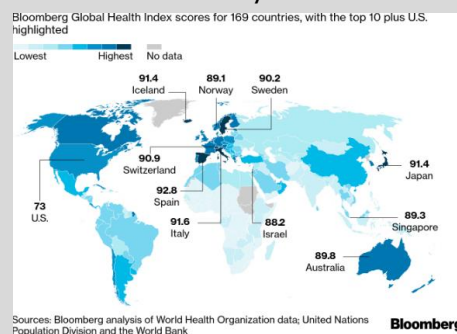 Bloomberg Global Health Index scores for 169 countries, with the top 10 plus U.S.
highlighted
Lowest Highest No data
91.4
Iceland
89.1
Norway
90.2
Sweden
90.9
Switzerland
91.4
Japan
73
U.S.
92.8
Spain
91.6
Italy
88.2
Israel
89.3
Singapore
89.8
Australia
Sources: Bloomberg analysis of World Health Organization data; United Nations
Population Division and the World Bank
Bloomberg